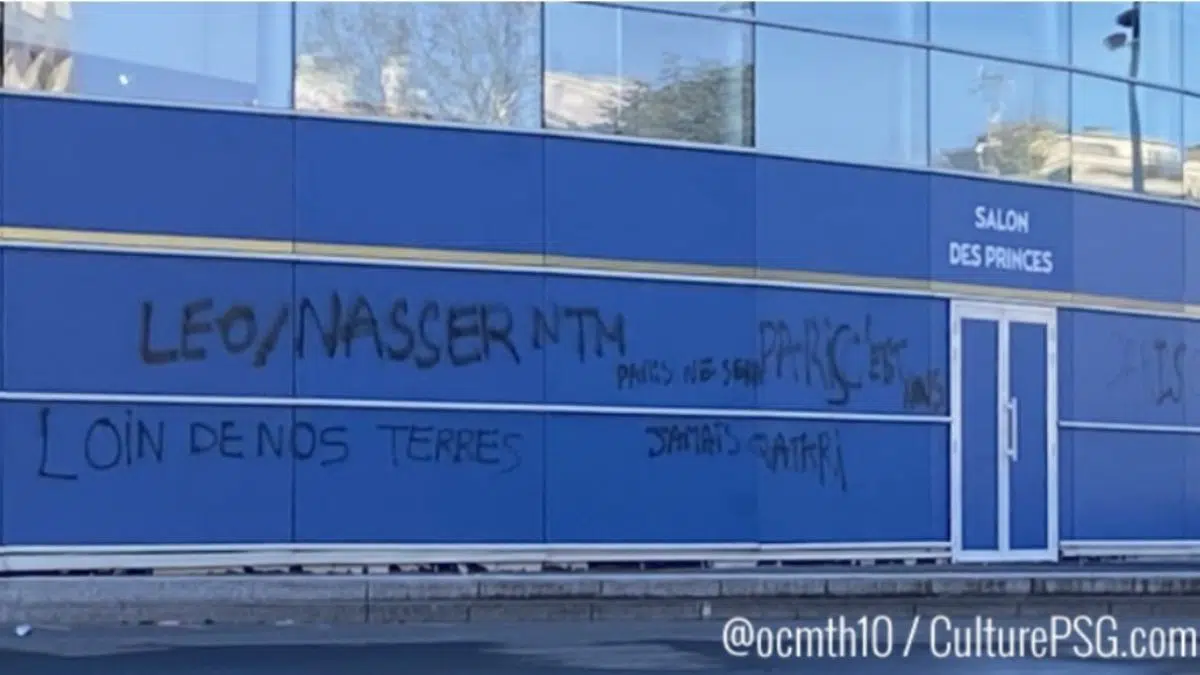 SALON
DES PRINCES
LEO/NASSER NTM
LOIN DE NOS TERRES
PARIS NE SERA
JAMAIS QATARI
PARIS C'EST NOUS
@ocmth10 / CulturePSG.com